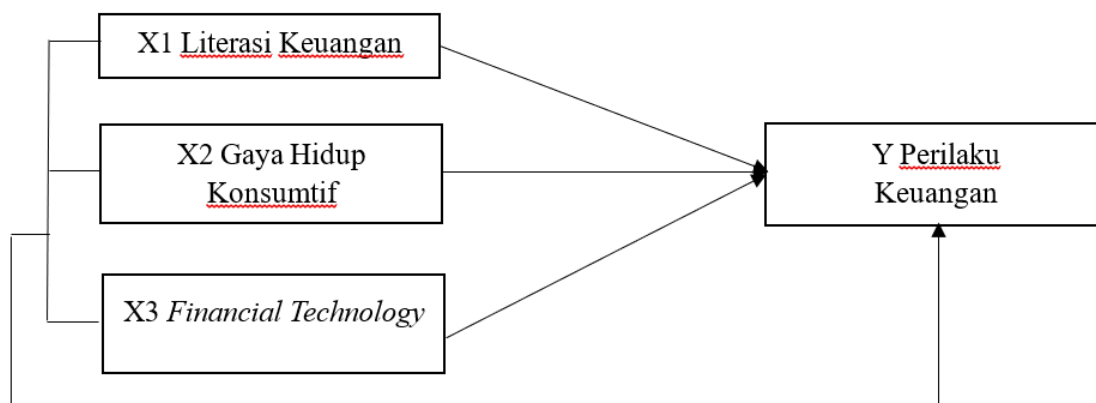 X1 Literasi Keuangan
X2 Gaya Hidup
Konsumtif
X3 Financial Technology
Y Perilaku
Keuangan